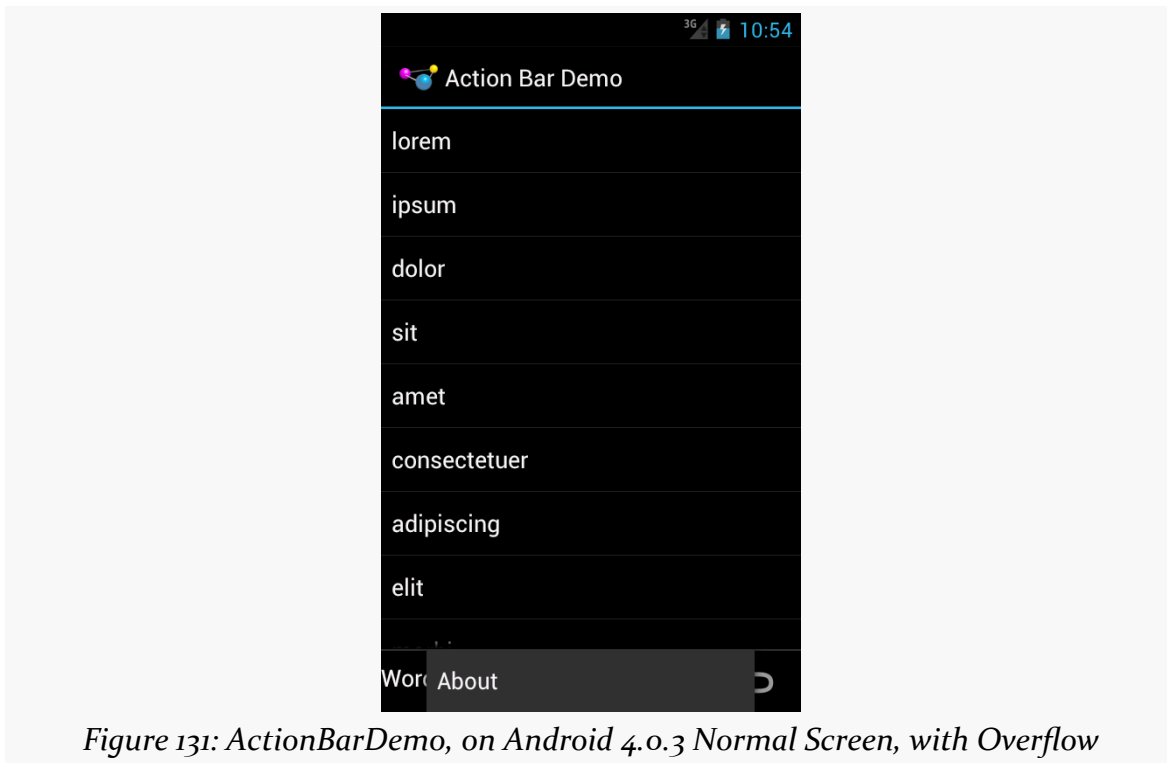 3G 10:54
Action Bar Demo
lorem
ipsum
dolor
sit
amet
consectetuer
adipiscing
elit
About
Figure 131: ActionBarDemo, on Android 4.0.3 Normal Screen, with Overflow